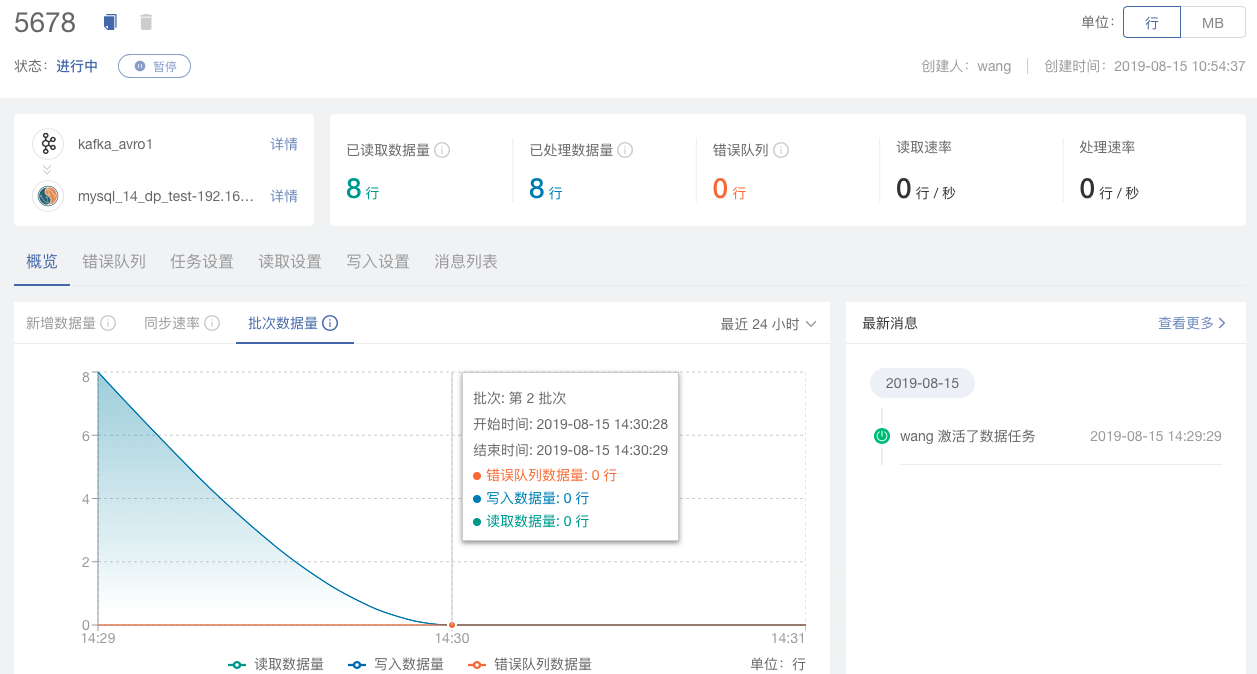 5678
单位: 行 MB
状态: 进行中 暂停
创建人: wang 创建时间: 2019-08-15 10:54:37
kafka_avro1 详情
mysql_14_dp_test-192.16... 详情
已读取数据量 已处理数据量 错误队列 读取速率 处理速率
8 行 8 行 0 行 0 行 / 秒 0 行 / 秒
概览 错误队列 任务设置 读取设置 写入设置 消息列表
新增数据量 同步速率 批次数据量 最近 24 小时
8
6
4
2
0
14:29 14:30 14:31
批次: 第 2 批次
开始时间: 2019-08-15 14:30:28
结束时间: 2019-08-15 14:30:29
错误队列数据量: 0 行
写入数据量: 0 行
读取数据量: 0 行
读取数据量 写入数据量 错误队列数据量 单位: 行
最新消息 查看更多
2019-08-15
wang 激活了数据任务 2019-08-15 14:29:29